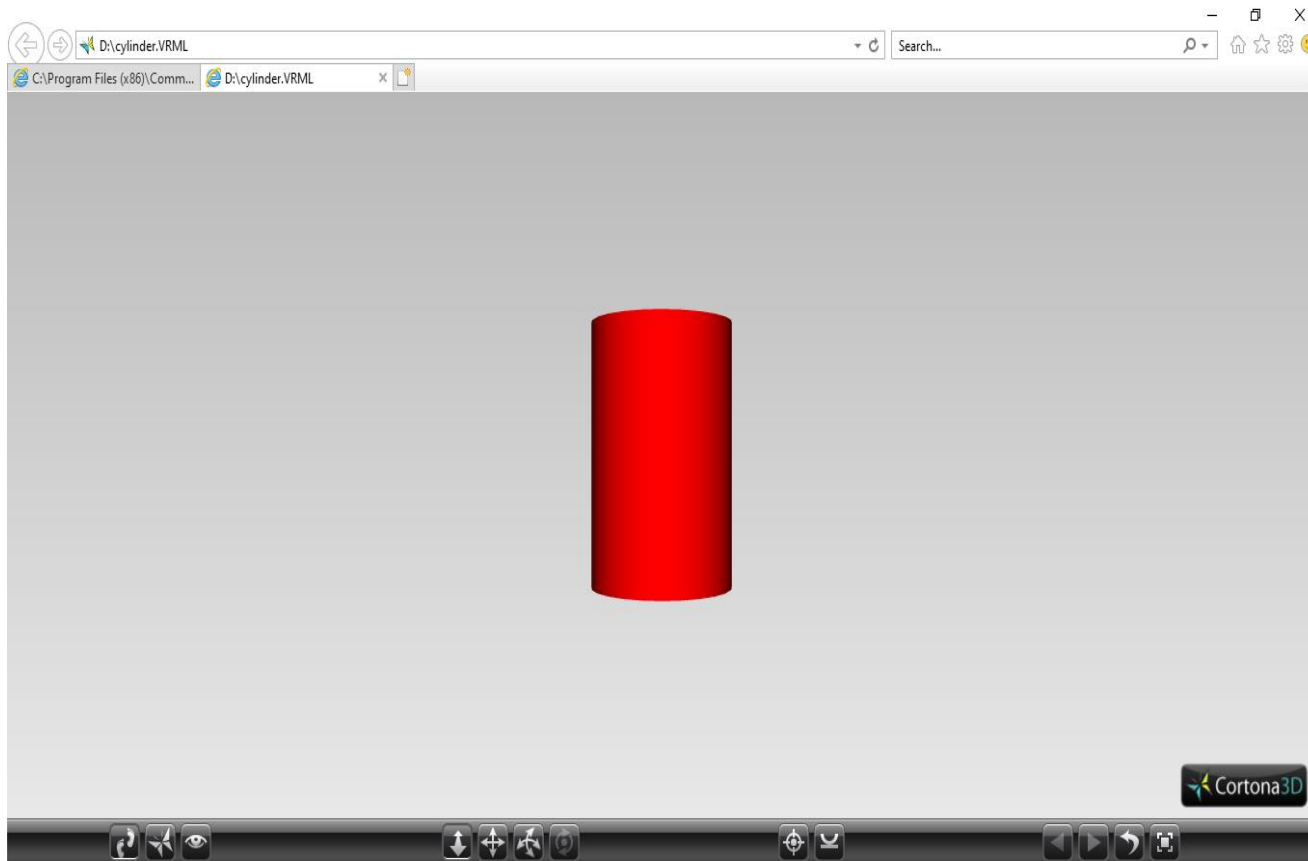 D:\cylinder.VRML
Search...
C:\Program Files (x86)\Comm...
D:\cylinder.VRML
Cortona3D